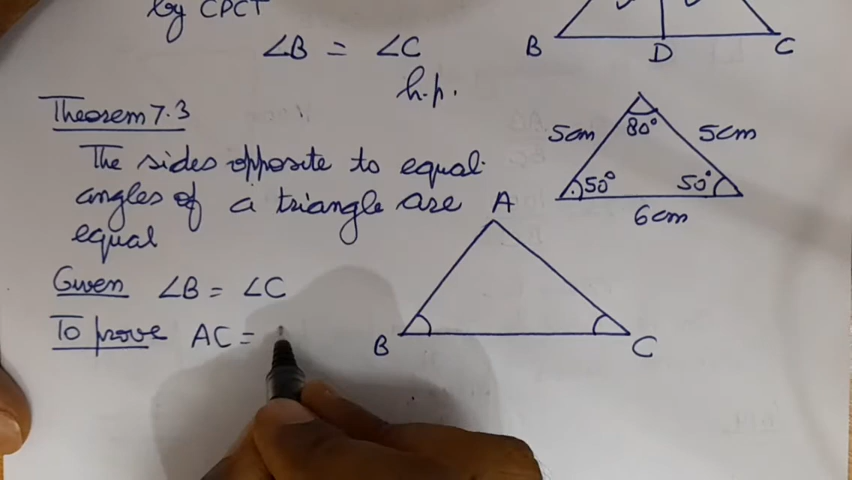 by CPCT
∠B = ∠C
h.p.
B D C
Theorem 7.3
The sides opposite to equal
angles of a triangle are
equal
80°
5cm 5cm
50° 50°
6cm
Given ∠B = ∠C
To prove AC =
A
B C